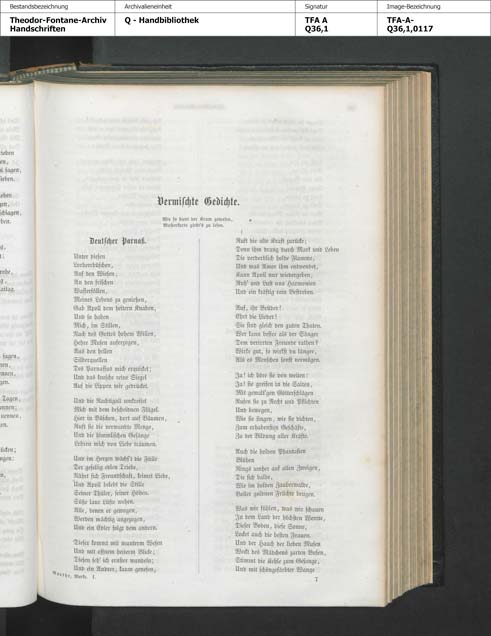 Bestandsbezeichnung
Archivalieneinheit
Signatur
Image-Bezeichnung
Theodor-Fontane-Archiv
Handschriften
Q - Handbibliothek
TFA A
Q36,1
TFA-A-
Q36,1,0117
Vermischte Gedichte.
Wie so bunt der Kram gewesen,
Musterkarte giebt's zu lesen.
Deutscher Parnaß.
Unter diesen
Lorbeerbüschen,
Auf den Wiesen,
An den frischen
Wasserfällen,
Meines Lebens zu genießen,
Gab Apoll dem heitern Knaben,
Und so haben
Mich, im Stillen,
Nach des Gottes hohem Willen,
Hehre Musen auferzogen,
Aus den hellen
Silberquellen
Des Parnassus mich erquicket;
Und das keusche reine Siegel
Auf die Lippen mir gedrücket.
Und die Nachtigall umkreiset
Mich mit dem bescheidnen Flügel.
Hier in Büschen, dort auf Bäumen,
Ruft sie die verwandte Menge,
Und die himmlischen Gesänge
Lehren mich von Liebe träumen.
Und im Herzen wächst die Fülle
Der gesellig edlen Triebe,
Nährt sich Freundschaft, keimet Liebe,
Und Apoll belebt die Stille
Seiner Thäler, seiner Höhen.
Süße laue Lüfte wehen.
Alle, denen er gewogen,
Werden mächtig angezogen,
Und ein Edler folgt dem andern.
Dieser kommt mit munterm Wesen
Und mit offnem heiterm Blicke;
Diesen seh' ich ernster wandeln;
Und ein Andrer, kaum genesen,
Ruft die alte Kraft zurücke;
Denn ihm drang durch Mark und Leben
Die verderblich holde Flamme,
Und was Amor ihm entwendet,
Kann Apoll nur wiedergeben,
Ruh' und Lust und Harmonien
Und ein kräftig rein Bestreben.
Auf, ihr Brüder!
Ehrt die Lieder!
Sie sind gleich den guten Thaten.
Wer kann besser als der Sänger
Dem verirrten Freunde rathen?
Wirke gut, so wirkst du länger,
Als es Menschen sonst vermögen.
Ja! ich höre sie von weiten:
Ja! sie greifen in die Saiten,
Mit gewalt'gen Götterschlägen
Rufen sie zu Recht und Pflichten
Und bewegen,
Wie sie singen, wie sie dichten,
Zum erhabensten Geschäfte,
Zu der Bildung aller Kräfte.
Auch die holden Phantasien
Blühen
Rings umher auf allen Zweigen,
Die sich balde,
Wie im holden Zauberwalde,
Voller goldnen Früchte beugen.
Was wir fühlen, was wir schauen
In dem Land der höchsten Wonne,
Dieser Boden, diese Sonne,
Locket auch die besten Frauen.
Und der Hauch der lieben Musen
Weckt des Mädchens zarten Busen,
Stimmt die Kehle zum Gesange,
Und mit schöngefärbter Wange
Goethe, Werke. I.
7